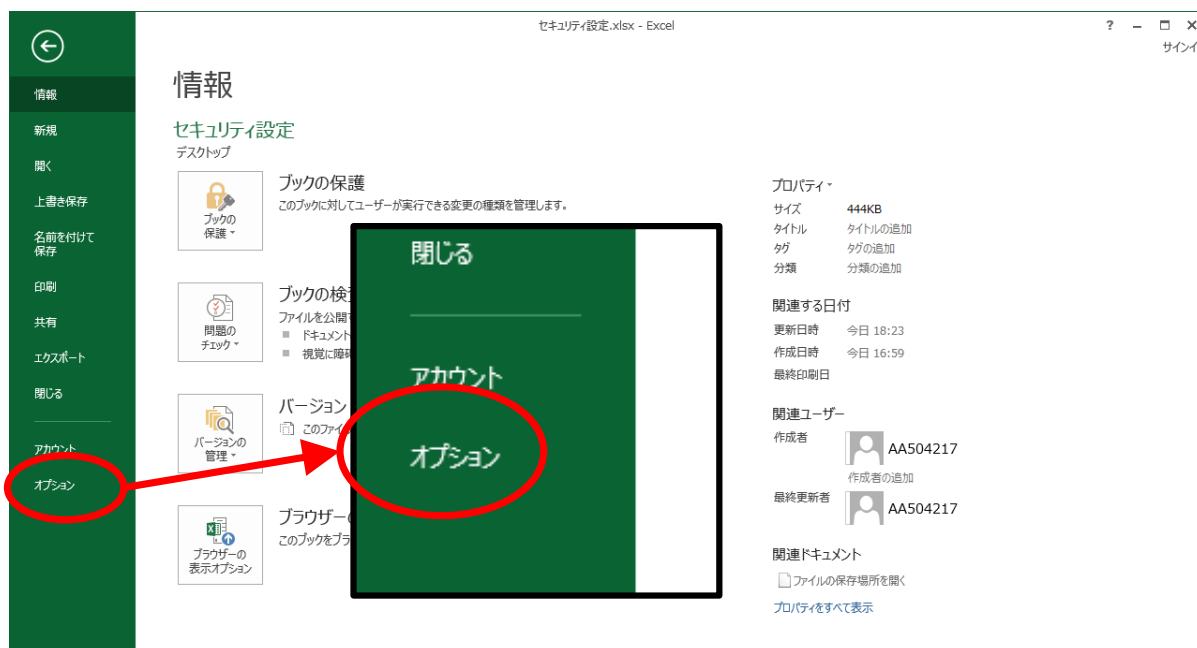 セキュリティ設定.xlsx - Excel
?
サインイ
情報
新規
開く
上書き保存
名前を付けて
保存
印刷
共有
エクスポート
閉じる
アカウント
オプション
情報
セキュリティ設定
デスクトップ
ブックの
保護
ブックの保護
このブックに対してユーザーが実行できる変更の種類を管理します。
問題の
チェック
ブックの検
ファイルを公開
ドキュメント
視覚に障
バージョンの
管理
バージョン
このファイ
ブラウザーの
表示オプション
ブラウザーの
このブックをブラ
閉じる
アカウント
オプション
プロパティ
サイズ 444KB
タイトル タイトルの追加
タグ タグの追加
分類 分類の追加
関連する日付
更新日時 今日 18:23
作成日時 今日 16:59
最終印刷日
関連ユーザー
作成者 AA504217
作成者の追加
最終更新者 AA504217
関連ドキュメント
ファイルの保存場所を開く
プロパティをすべて表示